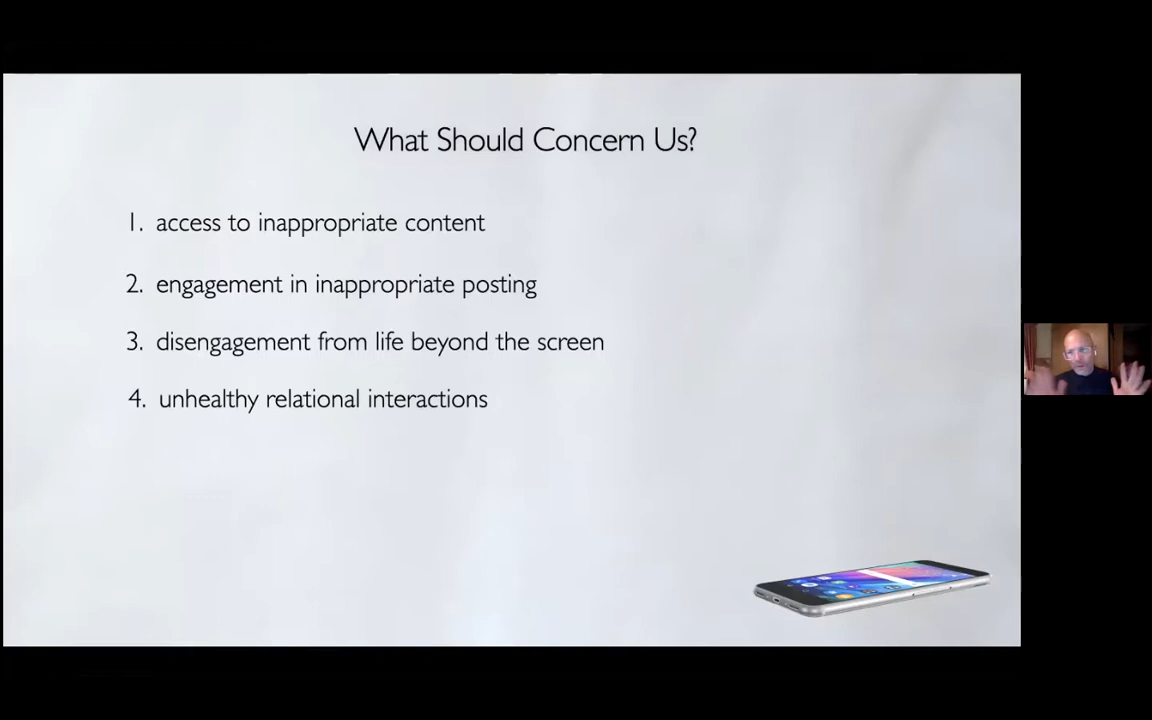 What Should Concern Us?
1. access to inappropriate content
2. engagement in inappropriate posting
3. disengagement from life beyond the screen
4. unhealthy relational interactions